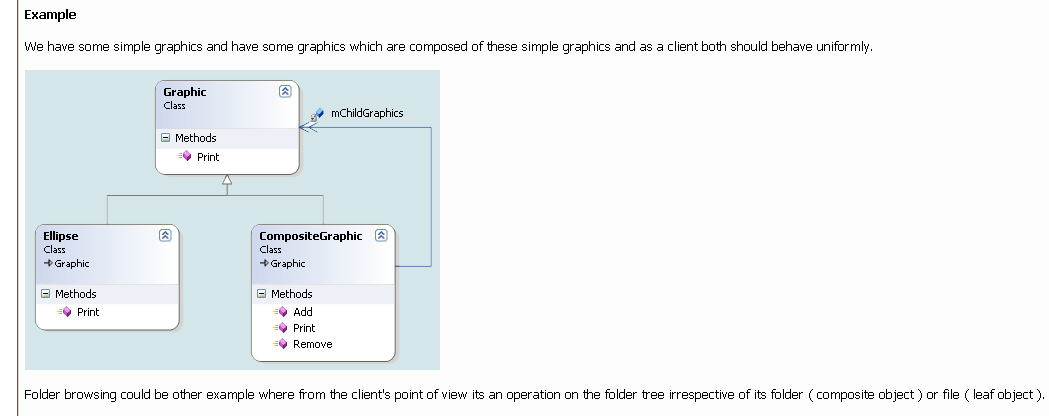 Example
We have some simple graphics and have some graphics which are composed of these simple graphics and as a client both should behave uniformly.
Graphic
Class
Methods
Print
mChildGraphics
Ellipse
Class
Graphic
Methods
Print
CompositeGraphic
Class
Graphic
Methods
Add
Print
Remove
Folder browsing could be other example where from the client's point of view its an operation on the folder tree irrespective of its folder ( composite object ) or file ( leaf object ).